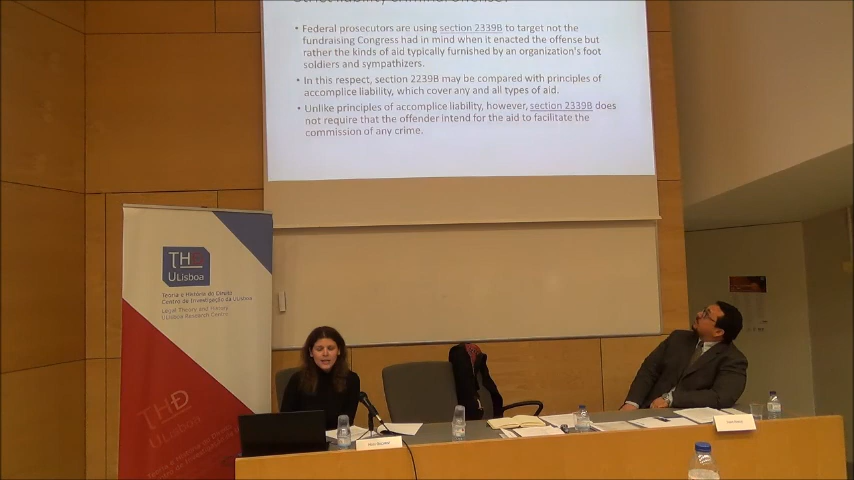 Strict liability criminal offense?
• Federal prosecutors are using section 2339B to target not the
fundraising Congress had in mind when it enacted the offense but
rather the kinds of aid typically furnished by an organization's foot
soldiers and sympathizers.
• In this respect, section 2239B may be compared with principles of
accomplice liability, which cover any and all types of aid.
• Unlike principles of accomplice liability, however, section 2339B does
not require that the offender intend for the aid to facilitate the
commission of any crime.
THD
ULisboa
Teoria e História do Direito
Centro de Investigação da ULisboa
Legal Theory and History
ULisboa Research Centre
THD
ULisboa